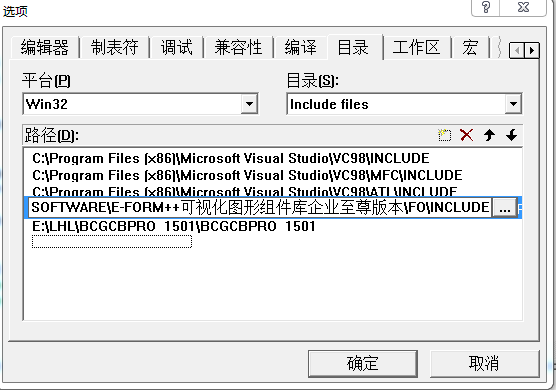 选项
编辑器 制表符 调试 兼容性 编译 目录 工作区 宏
平台(P) 目录(S):
Win32 Include files
路径(D):
C:\Program Files (x86)\Microsoft Visual Studio\VC98\INCLUDE
C:\Program Files (x86)\Microsoft Visual Studio\VC98\MFC\INCLUDE
C:\Program Files (x86)\Microsoft Visual Studio\VC98\ATL\INCLUDE
SOFTWARE\E-FORM++可视化图形组件库企业至尊版本\FO\INCLUDE ...
E:\LHL\BCGCBPRO 1501\BCGCBPRO 1501
确定 取消